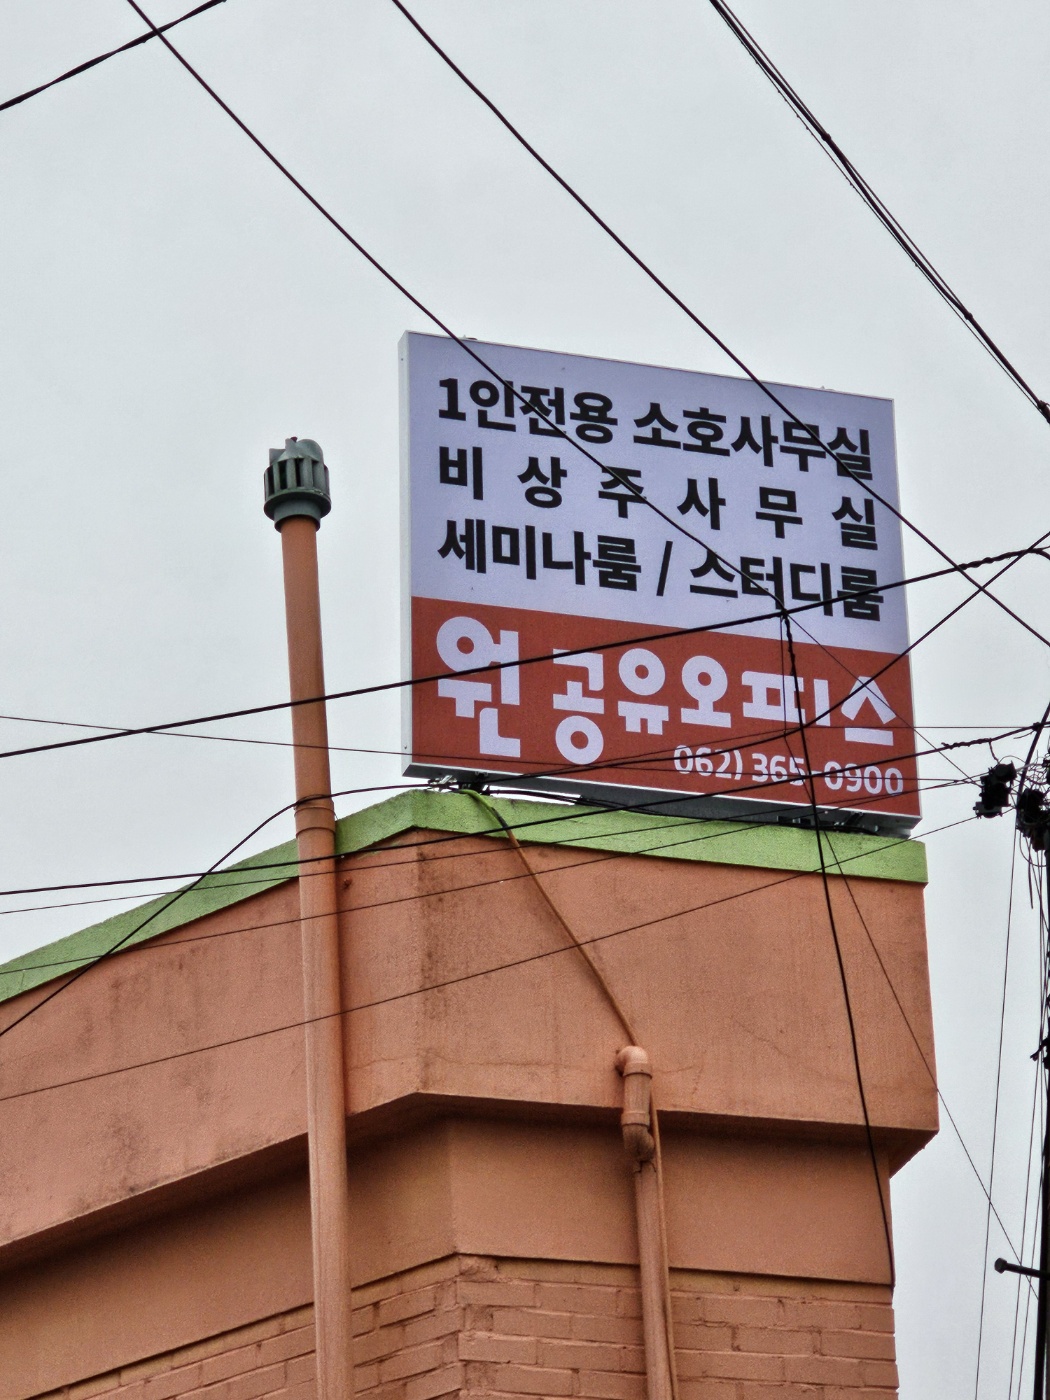 1인전용 소호사무실
비 상 주 사 무 실
세미나룸 / 스터디룸
원 공유오피스
062) 365-0900